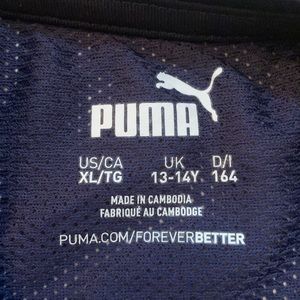 PUMA
US/CA UK D/I
XL/TG 13-14Y 164
MADE IN CAMBODIA
FABRIQUÉ AU CAMBODGE
PUMA.COM/FOREVERBETTER